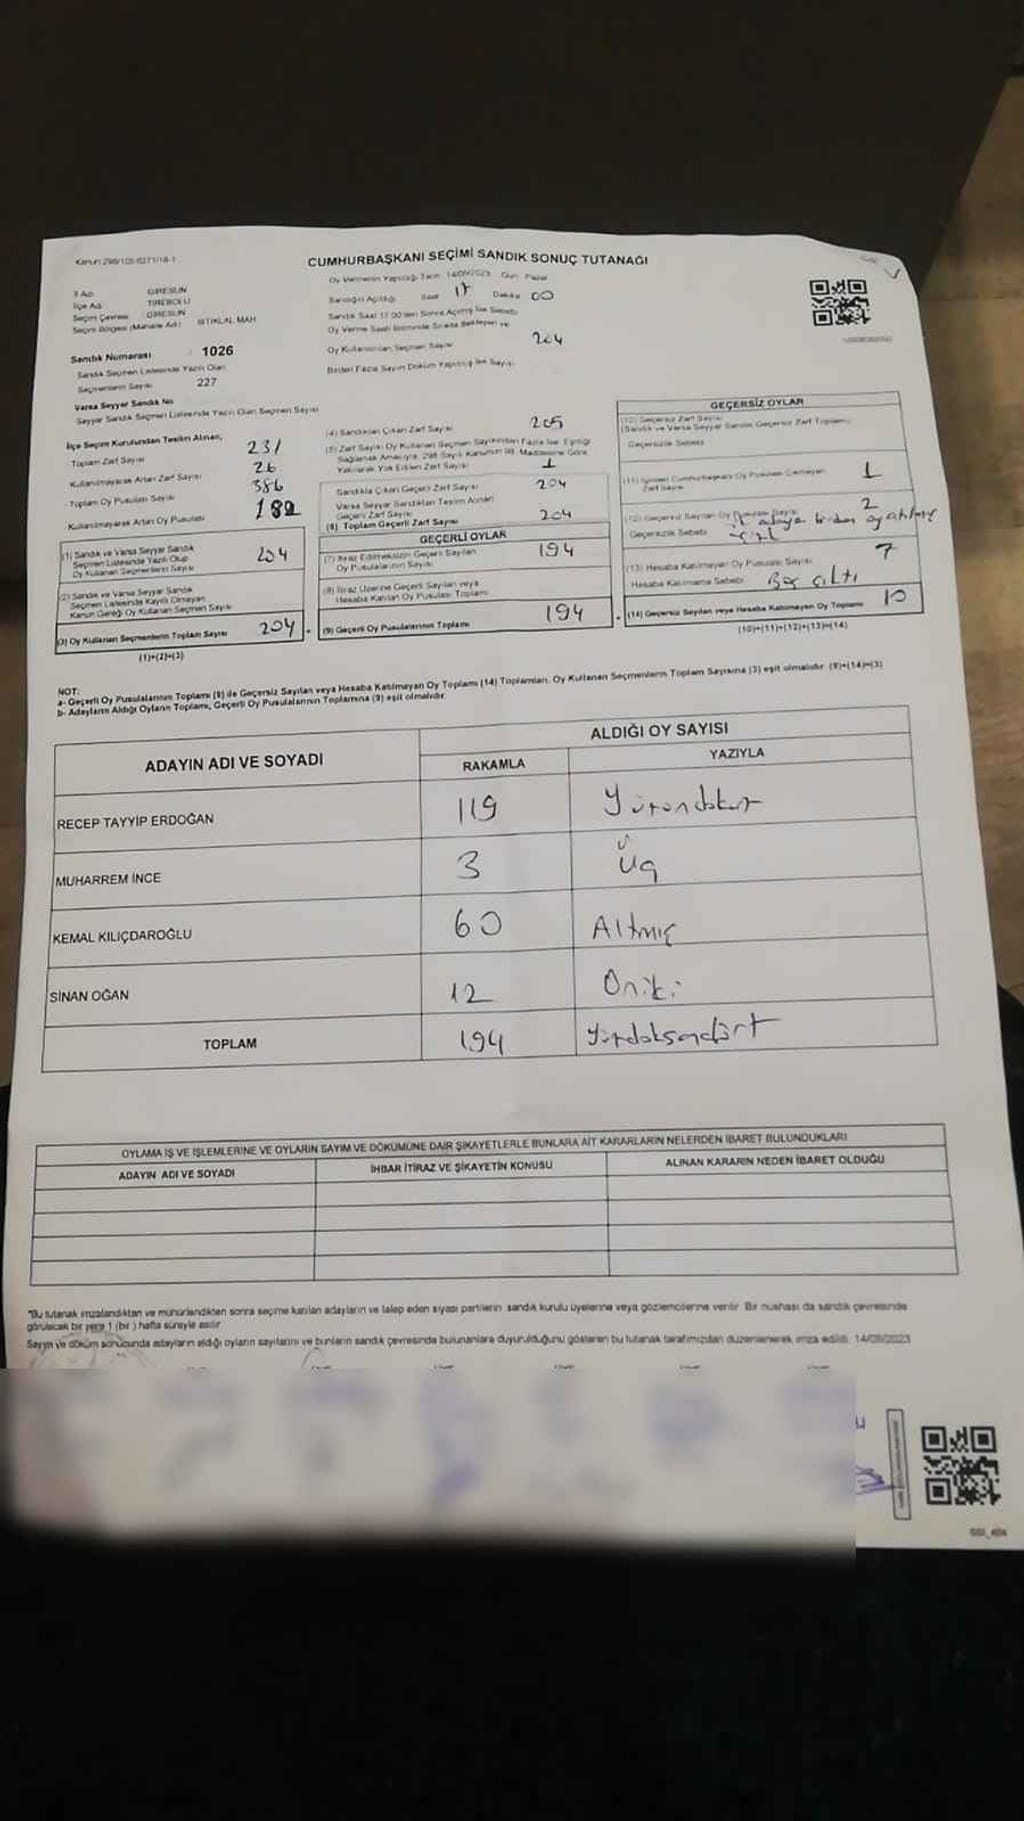 Kanun 298/105-6271/18-1
CUMHURBAŞKANI SEÇİMİ SANDIK SONUÇ TUTANAĞI
Oy Vermenin Yapıldığı Tarih 14/05/2023 Gün Pazar
İl Adı GİRESUN
Sandığın Açıldığı Saat 17 Dakika 00
İlçe Adı TİREBOLU
Seçim Çevresi GİRESUN
Sandık Saat 17:00'den Sonra Açılmış İse Sebebi
Seçim Bölgesi (Mahalle Adı) İSTİKLAL MAH
Oy Verme Saati Bitiminde Sırada Bekleyen ve
Oy Kullandırılan Seçmen Sayısı 204
Sandık Numarası : 1026
Birden Fazla Sayım Döküm Yapılmış İse Sayısı
Sandık Seçmen Listesinde Yazılı Olan
Seçmenlerin Sayısı 227
Varsa Seyyar Sandık No
Seyyar Sandık Seçmen Listesinde Yazılı Olan Seçmen Sayısı
İlçe Seçim Kurulundan Teslim Alınan,
Toplam Zarf Sayısı 231
Kullanılmayarak Artan Zarf Sayısı 26
Toplam Oy Pusulası Sayısı 386
Kullanılmayarak Artan Oy Pusulası 182
(1) Sandık ve Varsa Seyyar Sandık
Seçmen Listesinde Yazılı Olup
Oy Kullanan Seçmenlerin Sayısı 204
(2) Sandık ve Varsa Seyyar Sandık
Seçmen Listesinde Kayıtlı Olmayan
Kanun Gereği Oy Kullanan Seçmen Sayısı
(3) Oy Kullanan Seçmenlerin Toplam Sayısı 204
(1)+(2)=(3)
(4) Sandıktan Çıkan Zarf Sayısı 205
(5) Zarf Sayısı Oy Kullanan Seçmen Sayısından Fazla İse, Eşitliği
Sağlamak Amacıyla, 298 Sayılı Kanunun 98. Maddesine Göre
Yakılarak Yok Edilen Zarf Sayısı 1
Sandıkta Çıkan Geçerli Zarf Sayısı 204
Varsa Seyyar Sandıktan Teslim Alınan
Geçerli Zarf Sayısı
(6) Toplam Geçerli Zarf Sayısı 204
GEÇERLİ OYLAR
(7) İtiraz Edilmeksizin Geçerli Sayılan
Oy Pusulalarının Sayısı 194
(8) İtiraz Üzerine Geçerli Sayılan veya
Hesaba Katılan Oy Pusulası Toplamı
(9) Geçerli Oy Pusulalarının Toplamı 194
GEÇERSİZ OYLAR
(10) Geçersiz Zarf Sayısı
(Sandık ve Varsa Seyyar Sandık Geçersiz Zarf Toplamı)
Geçersizlik Sebebi
(11) İçinden Cumhurbaşkanı Oy Pusulası Çıkmayan
Zarf Sayısı 1
(12) Geçersiz Sayılan Oy Pusulası Sayısı 2
Geçersizlik Sebebi
(13) Hesaba Katılmayan Oy Pusulası Sayısı 7
Hesaba Katılmama Sebebi Boş çıktı
(14) Geçersiz Sayılan veya Hesaba Katılmayan Oy Toplamı 10
(10)+(11)+(12)+(13)=(14)
NOT:
a- Geçerli Oy Pusulalarının Toplamı (9) ile Geçersiz Sayılan veya Hesaba Katılmayan Oy Toplamı (14) Toplamları, Oy Kullanan Seçmenlerin Toplam Sayısına (3) eşit olmalıdır. (9)+(14)=(3)
b- Adayların Aldığı Oyların Toplamı, Geçerli Oy Pusulalarının Toplamına (9) eşit olmalıdır
ADAYIN ADI VE SOYADI
ALDIĞI OY SAYISI
RAKAMLA YAZIYLA
RECEP TAYYİP ERDOĞAN 119 Yüzondokuz
MUHARREM İNCE 3 Üç
KEMAL KILIÇDAROĞLU 60 Altmış
SİNAN OĞAN 12 Oniki
TOPLAM 194 Yüzdoksandört
OYLAMA İŞ VE İŞLEMLERİNE VE OYLARIN SAYIM VE DÖKÜMÜNE DAİR ŞİKAYETLERLE BUNLARA AİT KARARLARIN NELERDEN İBARET BULUNDUKLARI
ADAYIN ADI VE SOYADI İHBAR İTİRAZ VE ŞİKAYETİN KONUSU ALINAN KARARIN NEDEN İBARET OLDUĞU
"Bu tutanak imzalandıktan ve mühürlendikten sonra seçime katılan adayların ve talep eden siyasi partilerin sandık kurulu üyelerine veya gözlemcilerine verilir. Bir nüshası da sandık çevresinde
görülecek bir yere 1 (bir) hafta süreyle asılır
Sayım ve döküm sonucunda adayların aldığı oyların sayılarını ve bunların sandık çevresinde bulunanlara duyurulduğunu gösteren bu tutanak tarafımızdan düzenlenerek imza edildi. 14/05/2023